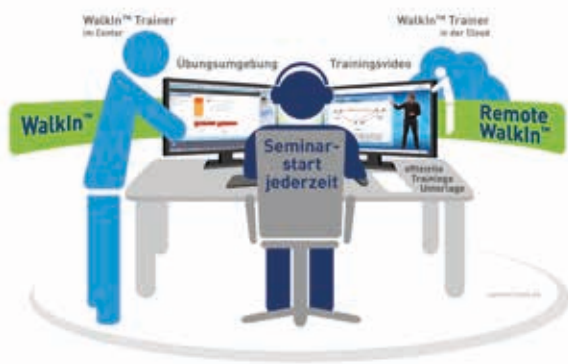 WalkIn™ Trainer
im Center
WalkIn™ Trainer
in der Cloud
Übungsumgebung
Trainingsvideo
WalkIn™
Remote
WalkIn™
Seminar-
start
jederzeit
offizielle
Trainings
Unterlage